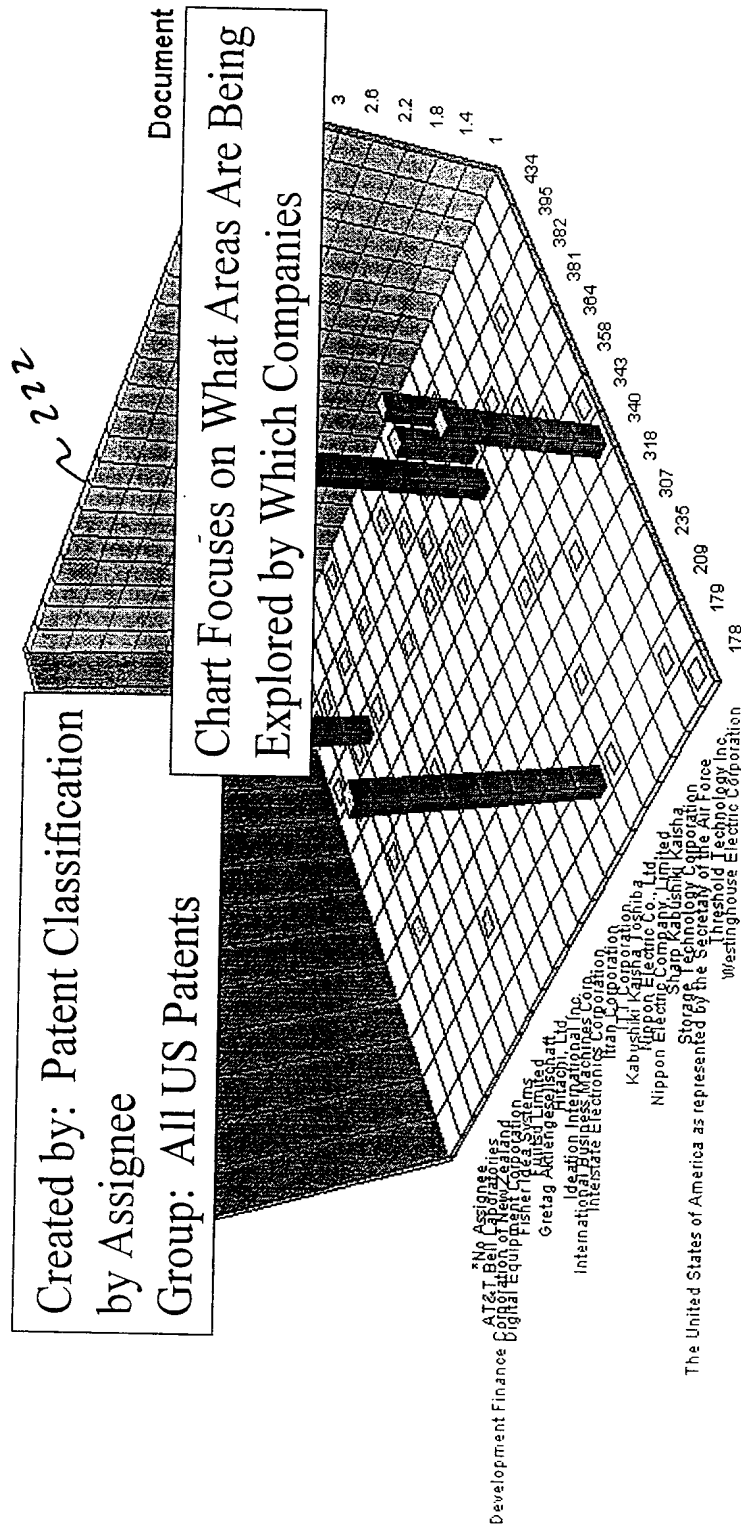 Created by: Patent Classification
by Assignee
Group: All US Patents
222
Chart Focuses on What Areas Are Being
Explored by Which Companies
Document
3
2.6
2.2
1.8
1.4
1
434
395
382
381
364
358
343
340
318
307
235
209
179
178
*No Assignee
AT&T Bell Laboratories
Development Finance Corporation of New Zealand
Digital Equipment Corporation
Fisher Idea Systems
Fujitsu Limited
Gretag Aktiengesellschaft
Hitachi, Ltd.
Ideation International Inc.
International Business Machines Corp.
Interstate Electronics Corporation
Itran Corporation
ITT Corporation
Kabushiki Kaisha Toshiba
Nippon Electric Co., Ltd.
Nippon Electric Company, Limited
Sharp Kabushiki Kaisha
Storage Technology Corporation
The United States of America as represented by the Secretary of the Air Force
Threshold Technology Inc.
Westinghouse Electric Corporation